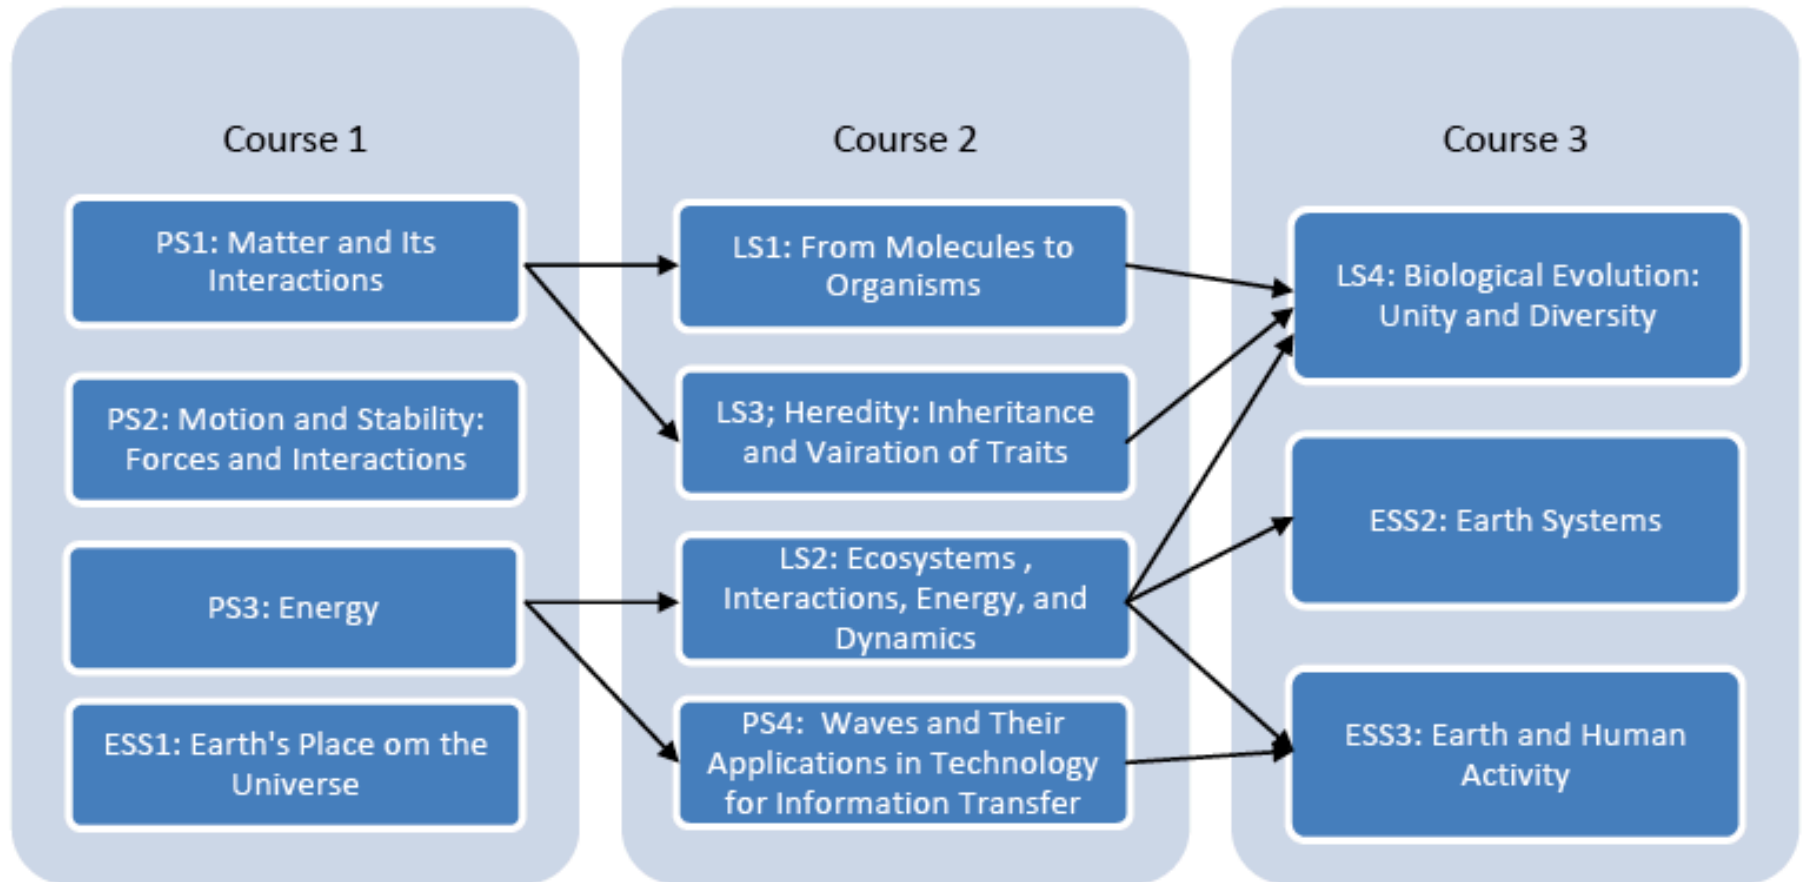 Course 1
PS1: Matter and Its
Interactions
PS2: Motion and Stability:
Forces and Interactions
PS3: Energy
ESS1: Earth's Place om the
Universe
Course 2
LS1: From Molecules to
Organisms
LS3; Heredity: Inheritance
and Vairation of Traits
LS2: Ecosystems ,
Interactions, Energy, and
Dynamics
PS4:  Waves and Their
Applications in Technology
for Information Transfer
Course 3
LS4: Biological Evolution:
Unity and Diversity
ESS2: Earth Systems
ESS3: Earth and Human
Activity